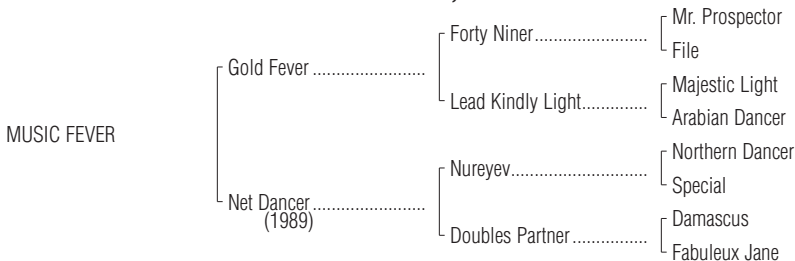 Mr. Prospector
Forty Niner
File
Gold Fever
Majestic Light
Lead Kindly Light
Arabian Dancer
MUSIC FEVER
Northern Dancer
Nureyev
Special
Net Dancer
(1989)
Damascus
Doubles Partner
Fabuleux Jane